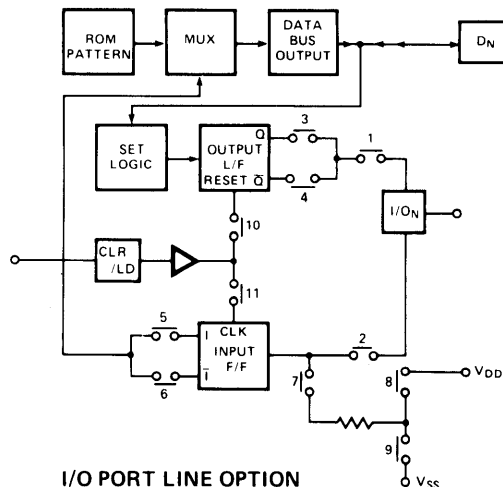 ROM
PATTERN
MUX
DATA
BUS
OUTPUT
DN
SET
LOGIC
OUTPUT
L/F
RESET
Q
Q̅
3
4
1
I/ON
10
CLR
/LD
11
CLK
INPUT
F/F
I
I̅
5
6
2
7
8
VDD
9
VSS
I/O PORT LINE OPTION